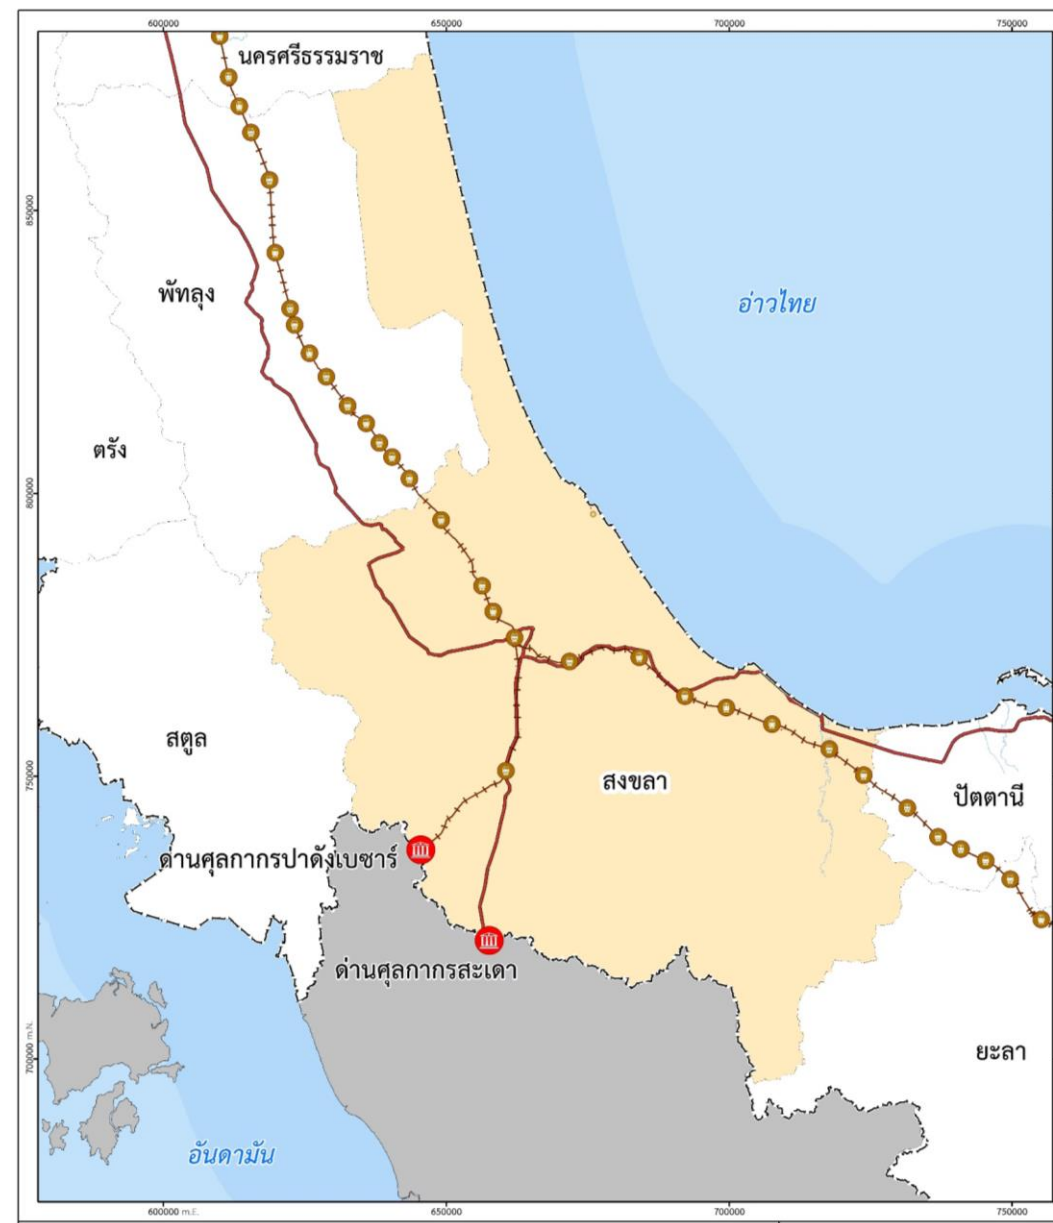 600000
650000
700000
750000
นครศรีธรรมราช
850000
พัทลุง
อ่าวไทย
ตรัง
800000
สตูล
สงขลา
750000
ปัตตานี
ด่านศุลกากรปาดังเบซาร์
ด่านศุลกากรสะเดา
700000 m.N.
ยะลา
อันดามัน
600000 m.E.
650000
700000
750000